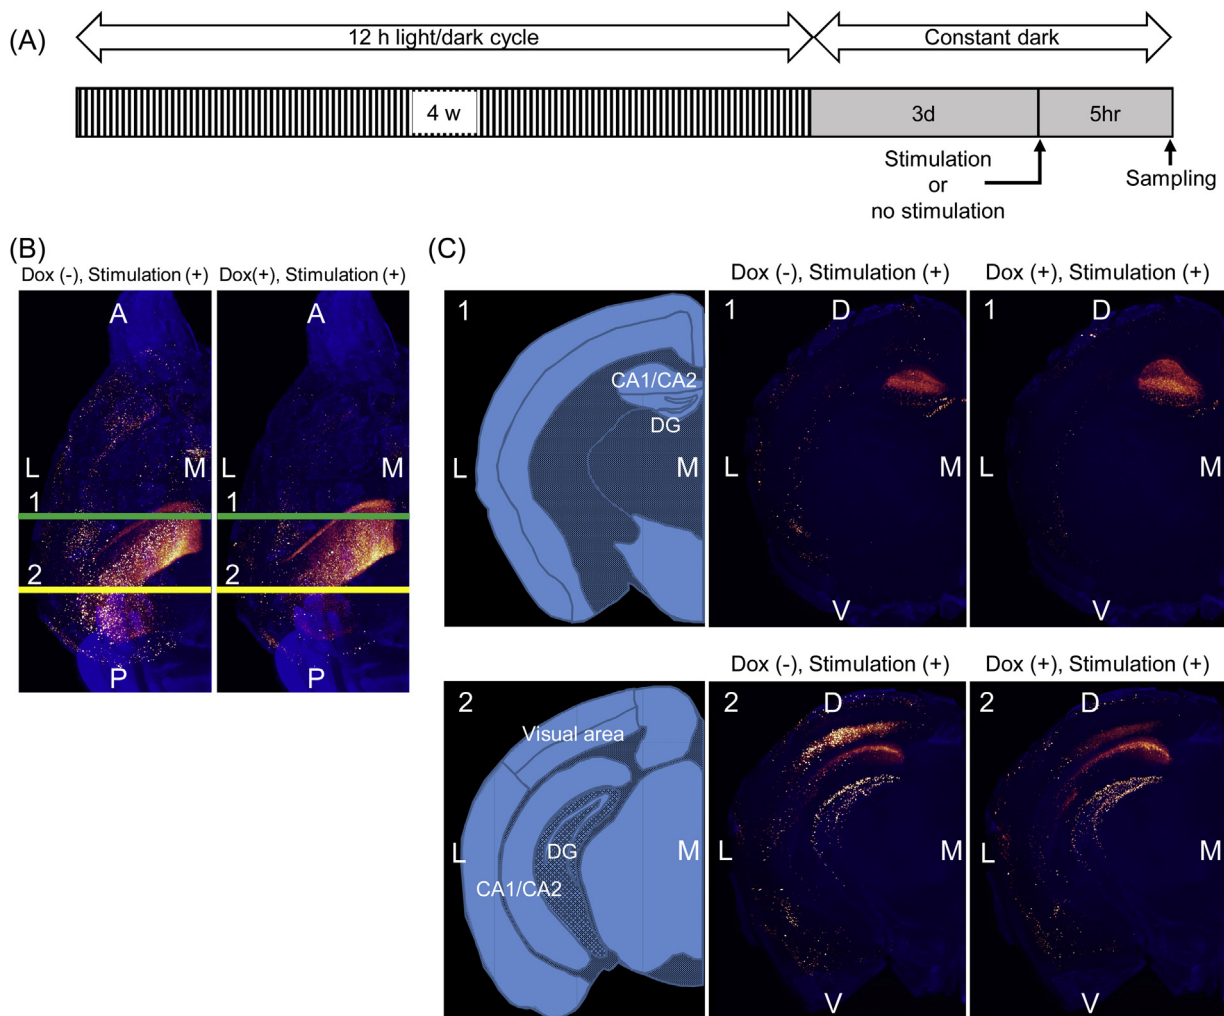 (A)
12 h light/dark cycle
Constant dark
4 w
3d
5hr
Stimulation
or
no stimulation
Sampling
(B)
Dox (-), Stimulation (+)
Dox(+), Stimulation (+)
A
A
L
M
L
M
1
1
2
2
P
P
(C)
Dox (-), Stimulation (+)
Dox (+), Stimulation (+)
1
CA1/CA2
DG
L
M
1
D
L
M
V
1
D
L
M
V
Dox (-), Stimulation (+)
Dox (+), Stimulation (+)
2
Visual area
DG
CA1/CA2
L
M
2
D
L
M
V
2
D
L
M
V